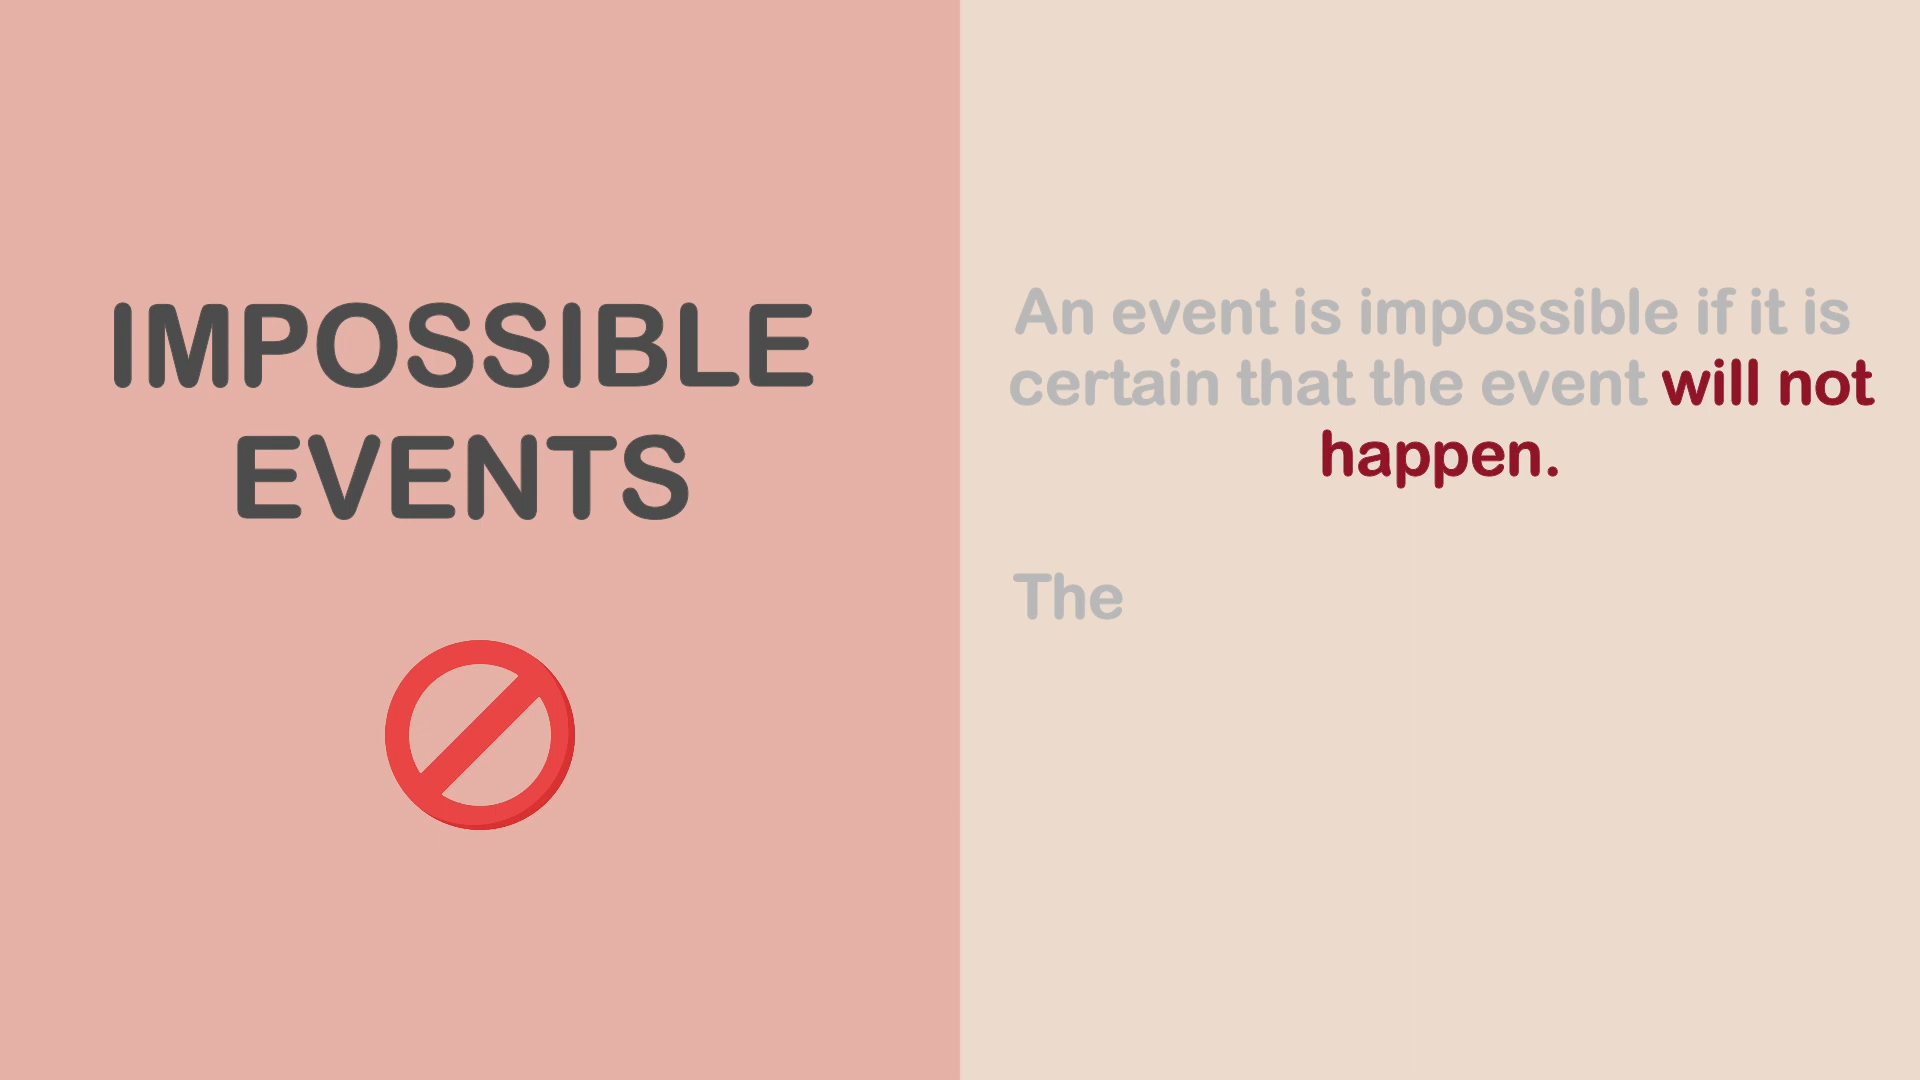 IMPOSSIBLE
EVENTS
An event is impossible if it is
certain that the event will not
happen.
The